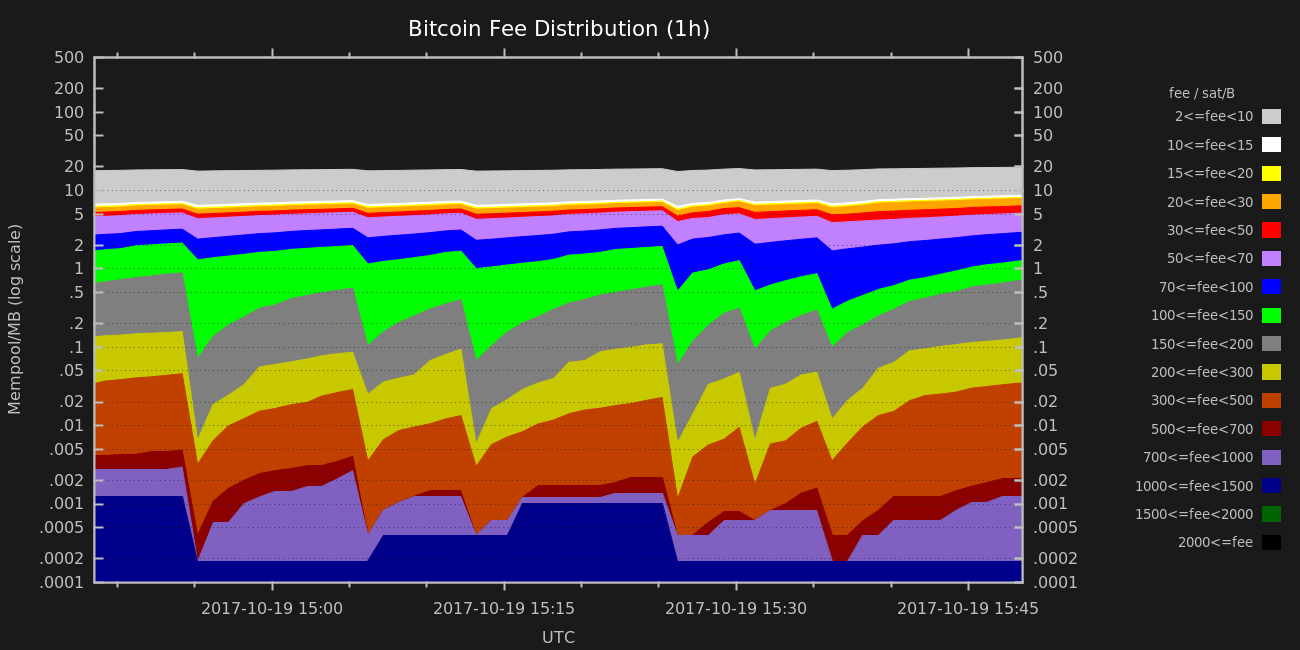 Bitcoin Fee Distribution (1h)
Mempool/MB (log scale)
500
200
100
50
20
10
5
2
1
.5
.2
.1
.05
.02
.01
.005
.002
.001
.0005
.0002
.0001
500
200
100
50
20
10
5
2
1
.5
.2
.1
.05
.02
.01
.005
.002
.001
.0005
.0002
.0001
2017-10-19 15:00 2017-10-19 15:15 2017-10-19 15:30 2017-10-19 15:45
UTC
fee / sat/B
2<=fee<10
10<=fee<15
15<=fee<20
20<=fee<30
30<=fee<50
50<=fee<70
70<=fee<100
100<=fee<150
150<=fee<200
200<=fee<300
300<=fee<500
500<=fee<700
700<=fee<1000
1000<=fee<1500
1500<=fee<2000
2000<=fee